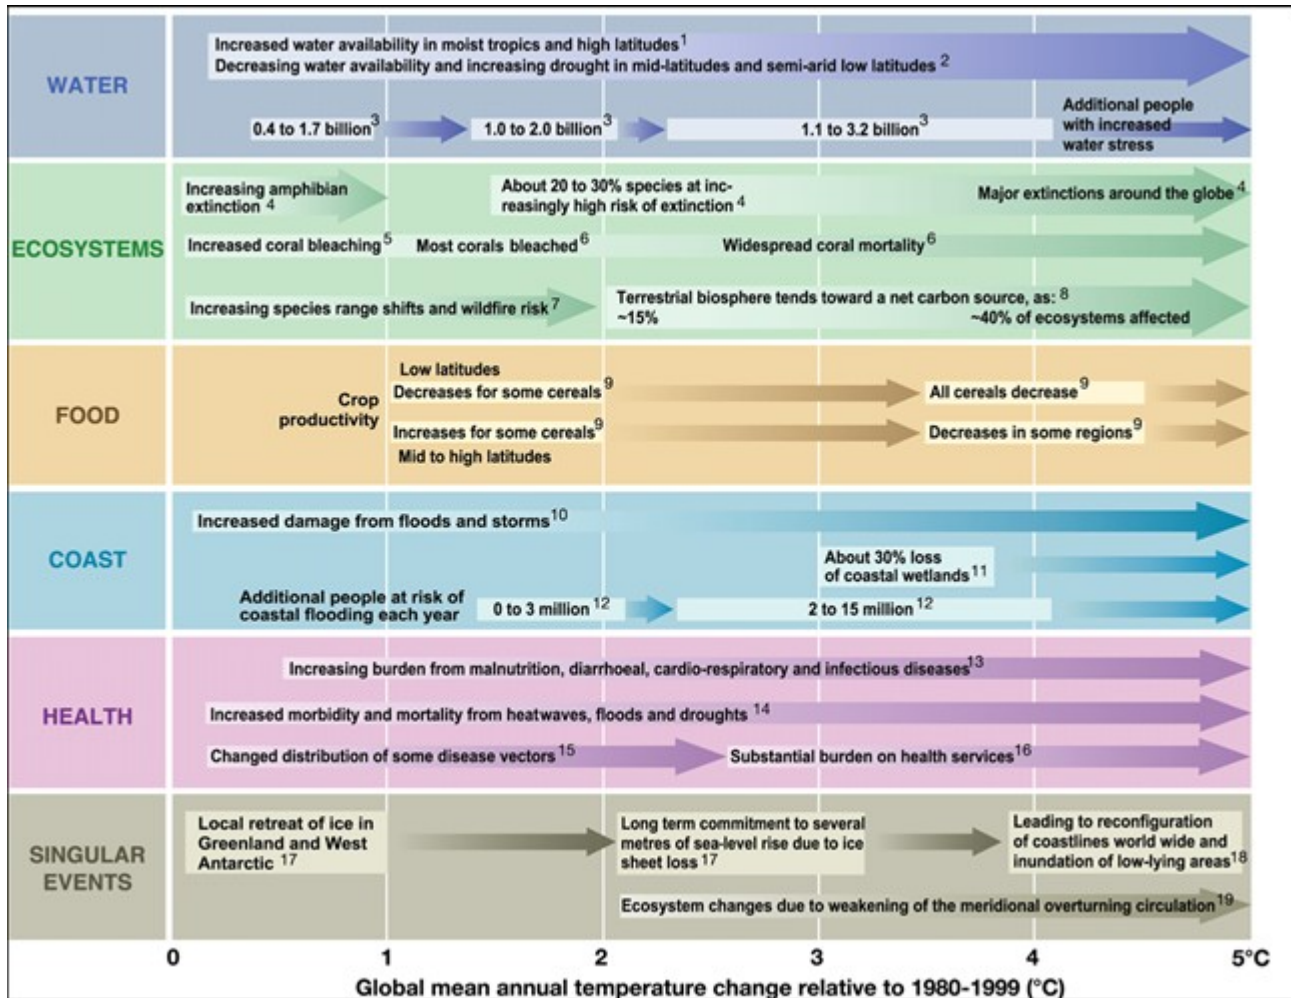 WATER
Increased water availability in moist tropics and high latitudes1
Decreasing water availability and increasing drought in mid-latitudes and semi-arid low latitudes 2
0.4 to 1.7 billion3
1.0 to 2.0 billion3
1.1 to 3.2 billion3
Additional people
with increased
water stress
ECOSYSTEMS
Increasing amphibian
extinction 4
About 20 to 30% species at inc-
reasingly high risk of extinction 4
Major extinctions around the globe 4
Increased coral bleaching5
Most corals bleached6
Widespread coral mortality6
Increasing species range shifts and wildfire risk7
Terrestrial biosphere tends toward a net carbon source, as: 8
~15%
~40% of ecosystems affected
FOOD
Crop
productivity
Low latitudes
Decreases for some cereals9
All cereals decrease9
Increases for some cereals9
Decreases in some regions9
Mid to high latitudes
COAST
Increased damage from floods and storms10
About 30% loss
of coastal wetlands11
Additional people at risk of
coastal flooding each year
0 to 3 million12
2 to 15 million12
HEALTH
Increasing burden from malnutrition, diarrhoeal, cardio-respiratory and infectious diseases13
Increased morbidity and mortality from heatwaves, floods and droughts 14
Changed distribution of some disease vectors15
Substantial burden on health services16
SINGULAR
EVENTS
Local retreat of ice in
Greenland and West
Antarctic 17
Long term commitment to several
metres of sea-level rise due to ice
sheet loss 17
Leading to reconfiguration
of coastlines world wide and
inundation of low-lying areas18
Ecosystem changes due to weakening of the meridional overturning circulation19
0 1 2 3 4 5°C
Global mean annual temperature change relative to 1980-1999 (°C)